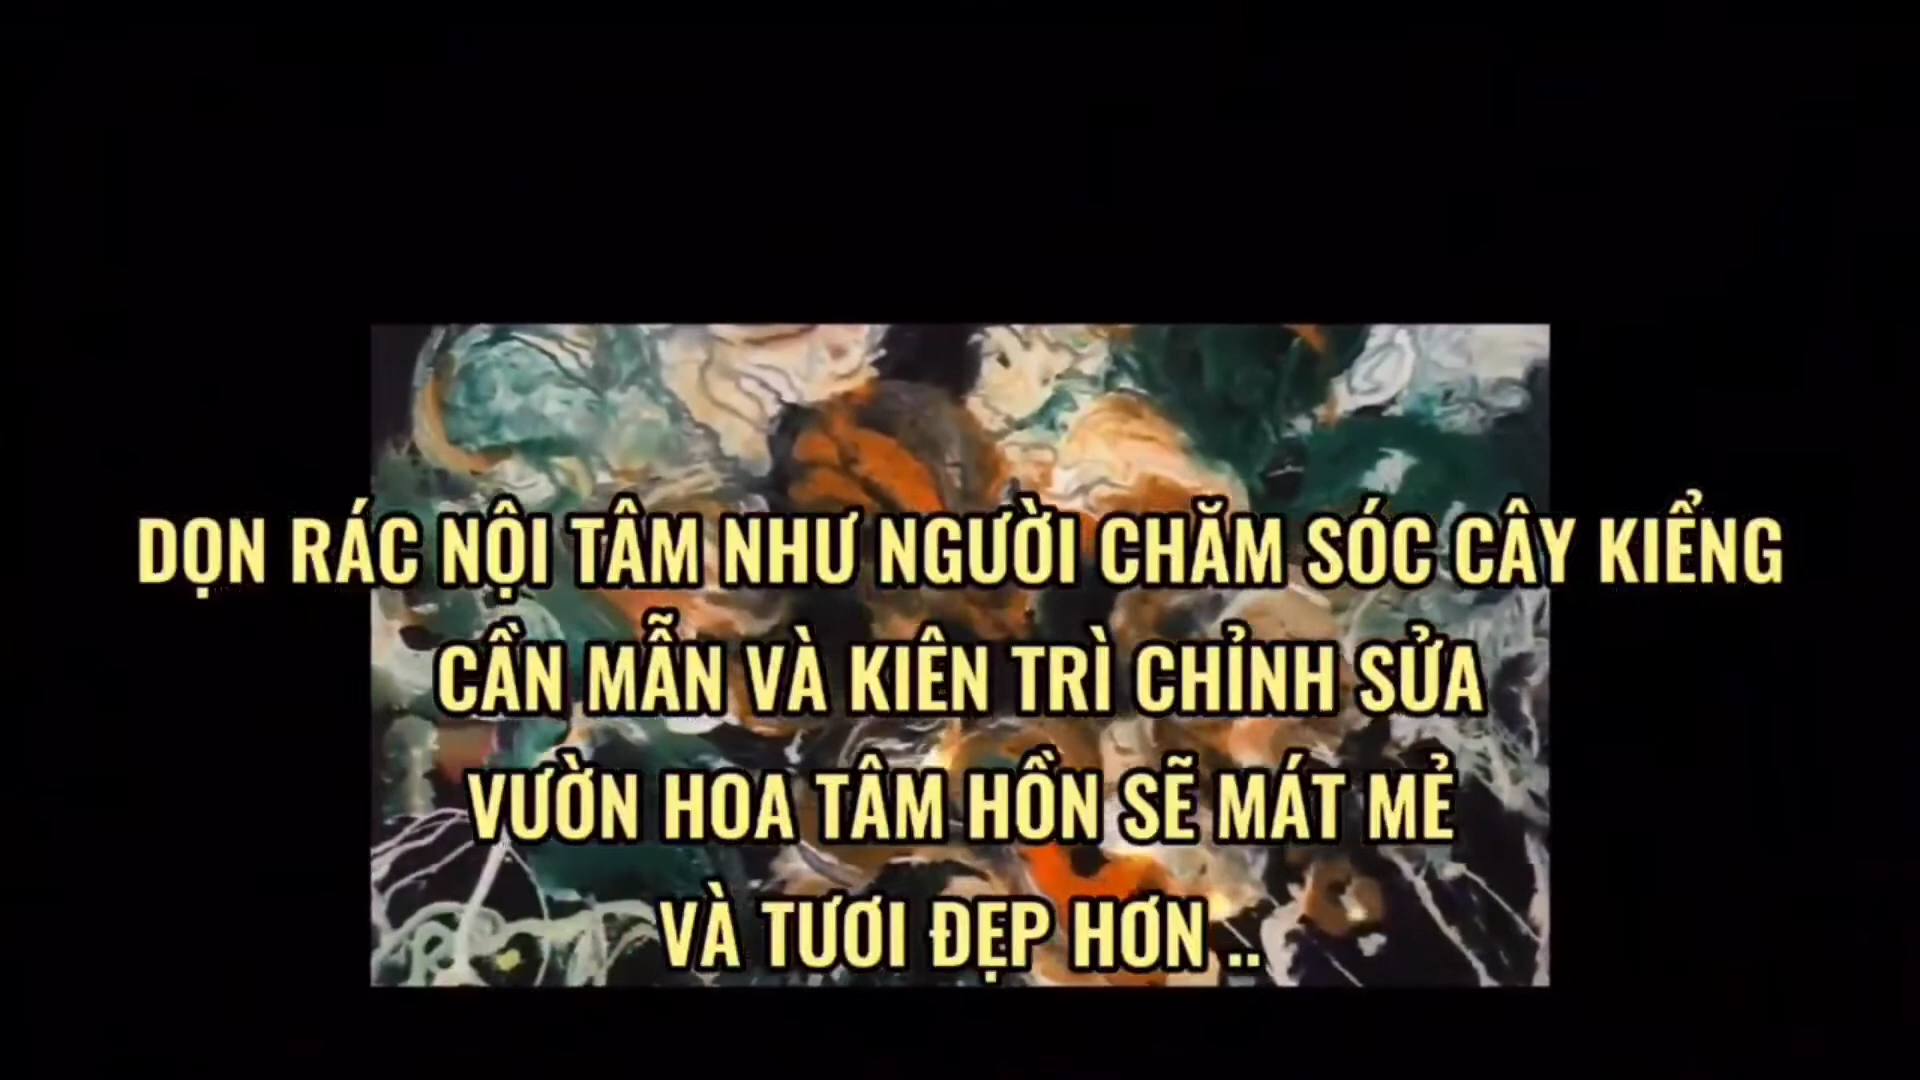 DỌN RÁC NỘI TÂM NHƯ NGƯỜI CHĂM SÓC CÂY KIỂNG
CẦN MẪN VÀ KIÊN TRÌ CHỈNH SỬA
VƯỜN HOA TÂM HỒN SẼ MÁT MẺ
VÀ TƯƠI ĐẸP HƠN ..